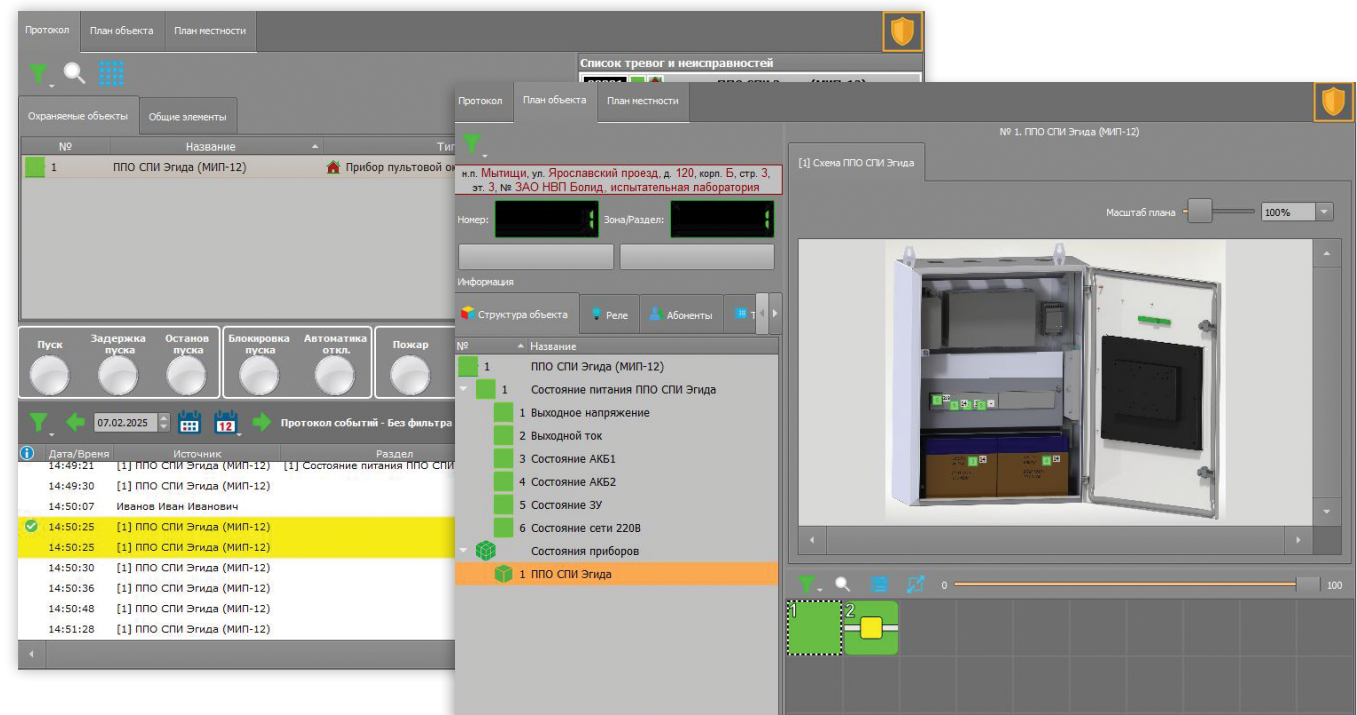 Протокол План объекта План местности
Список тревог и неисправностей
Охраняемые объекты Общие элементы
№ Название
1 ППО СПИ Эгида (МИП-12) Прибор пультовой
Пуск Задержка пуска Останов пуска Блокировка пуска Автоматика откл. Пожар
07.02.2025 12 Протокол событий - Без фильтра
Дата/Время Источник Раздел
14:49:21 [1] ППО СПИ Эгида (МИП-12) [1] Состояние питания ППО СПИ
14:49:30 [1] ППО СПИ Эгида (МИП-12)
14:50:07 Иванов Иван Иванович
14:50:25 [1] ППО СПИ Эгида (МИП-12)
14:50:25 [1] ППО СПИ Эгида (МИП-12)
14:50:30 [1] ППО СПИ Эгида (МИП-12)
14:50:36 [1] ППО СПИ Эгида (МИП-12)
14:50:48 [1] ППО СПИ Эгида (МИП-12)
14:51:28 [1] ППО СПИ Эгида (МИП-12)
Протокол План объекта План местности
н.п. Мытищи, ул. Ярославский проезд, д. 120, корп. Б, стр. 3,
эт. 3, № ЗАО НВП Болид, испытательная лаборатория
Номер: 1 Зона/Раздел: 1
Информация
Структура объекта Реле Абоненты
№ Название
1 ППО СПИ Эгида (МИП-12)
1 Состояние питания ППО СПИ Эгида
1 Выходное напряжение
2 Выходной ток
3 Состояние АКБ1
4 Состояние АКБ2
5 Состояние ЗУ
6 Состояние сети 220В
Состояния приборов
1 ППО СПИ Эгида
№ 1. ППО СПИ Эгида (МИП-12)
[1] Схема ППО СПИ Эгида
Масштаб плана 100%
0 100
1 2